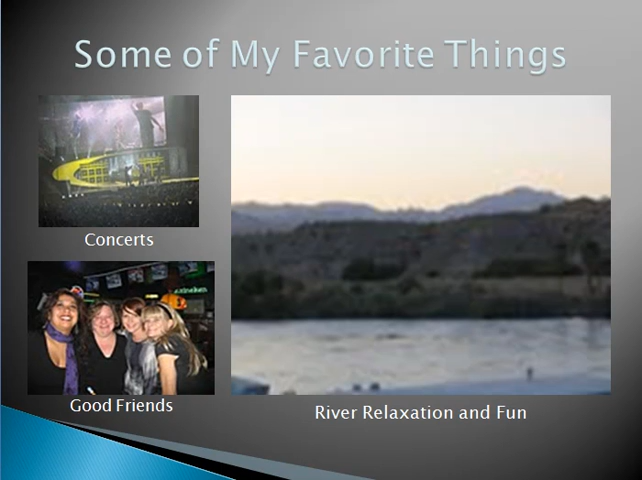 Some of My Favorite Things
Concerts
Good Friends
River Relaxation and Fun